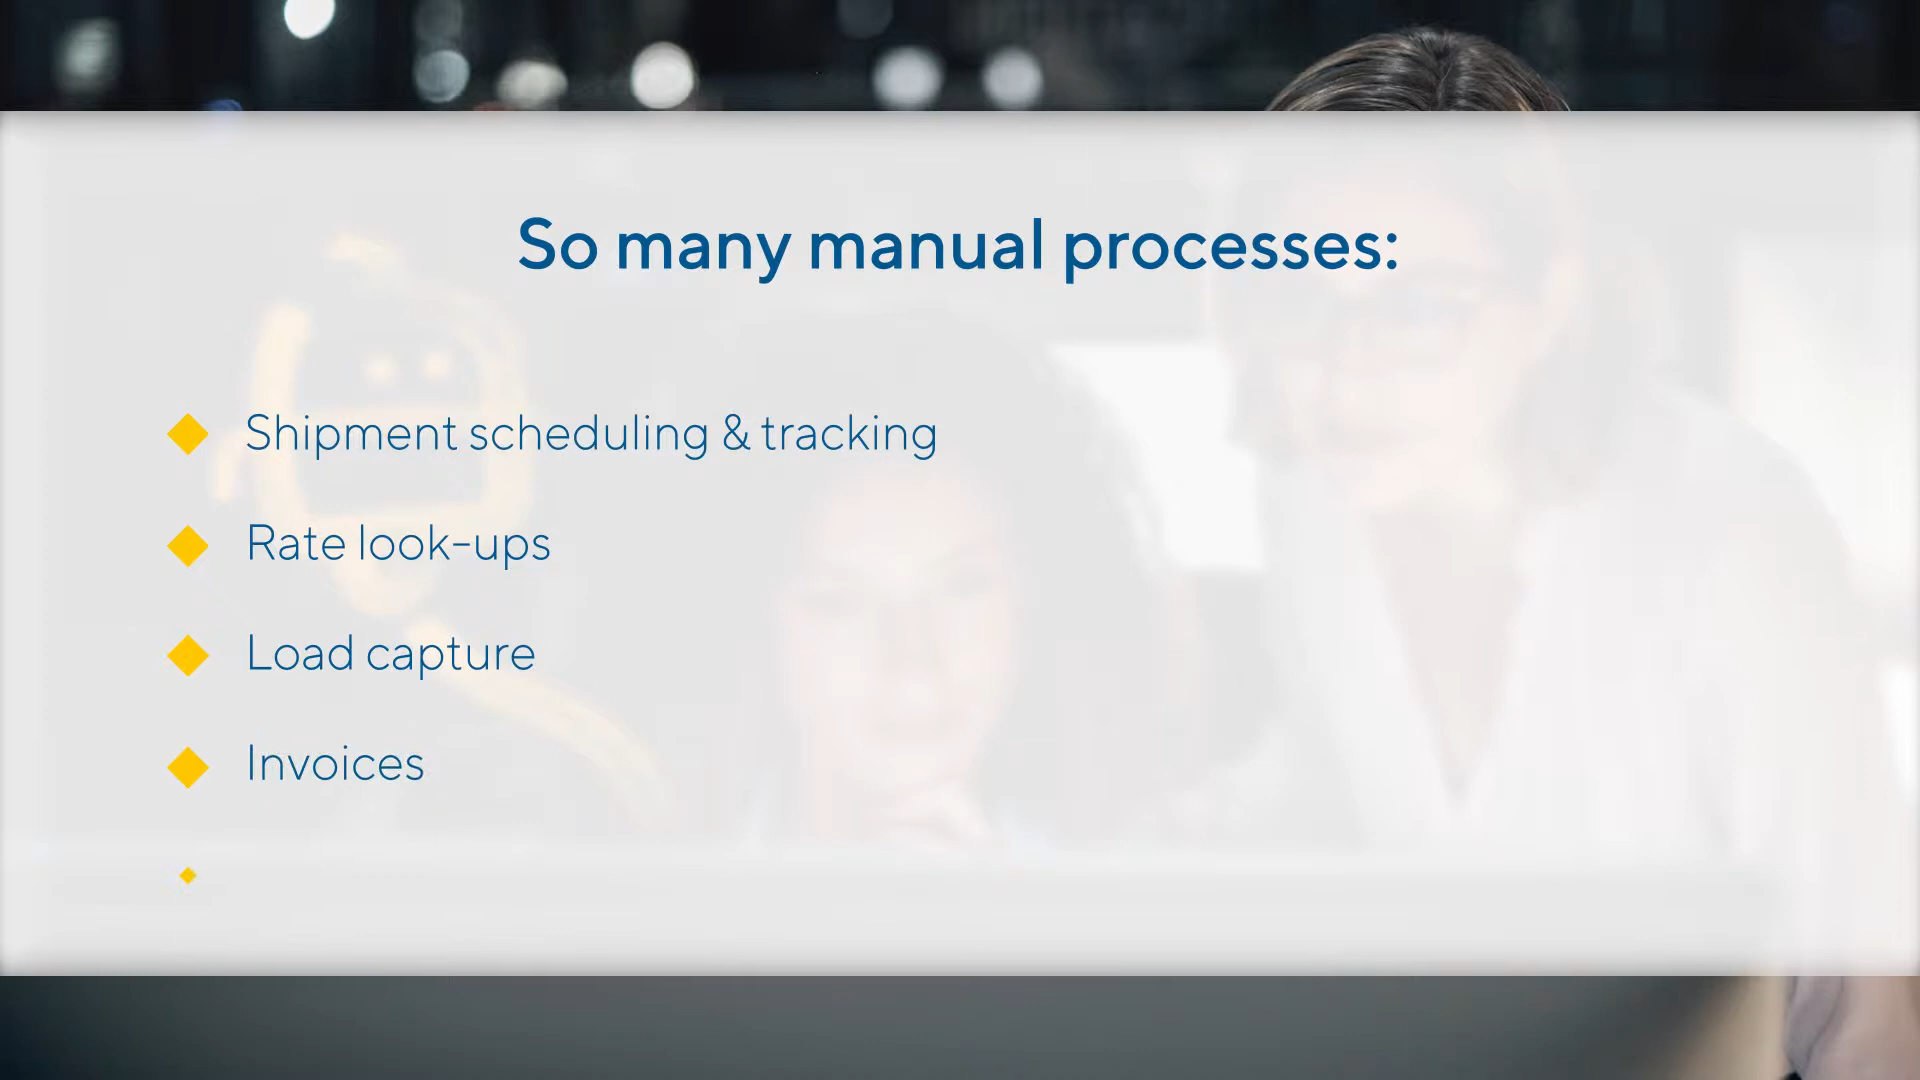 So many manual processes:
Shipment scheduling & tracking
Rate look-ups
Load capture
Invoices